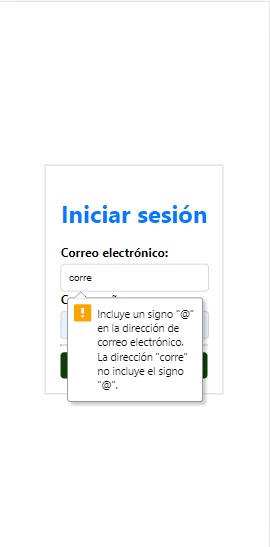 Iniciar sesión
Correo electrónico:
corre
Incluye un signo "@"
en la dirección de
correo electrónico.
La dirección "corre"
no incluye el signo
"@".